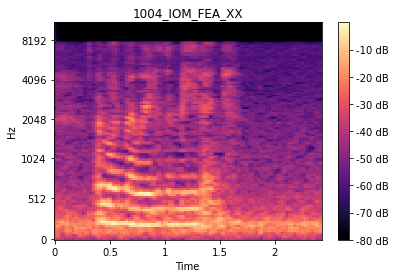 1004_IOM_FEA_XX
8192
4096
2048
1024
512
0
Hz
0
0.5
1
1.5
2
Time
-10 dB
-20 dB
-30 dB
-40 dB
-50 dB
-60 dB
-70 dB
-80 dB